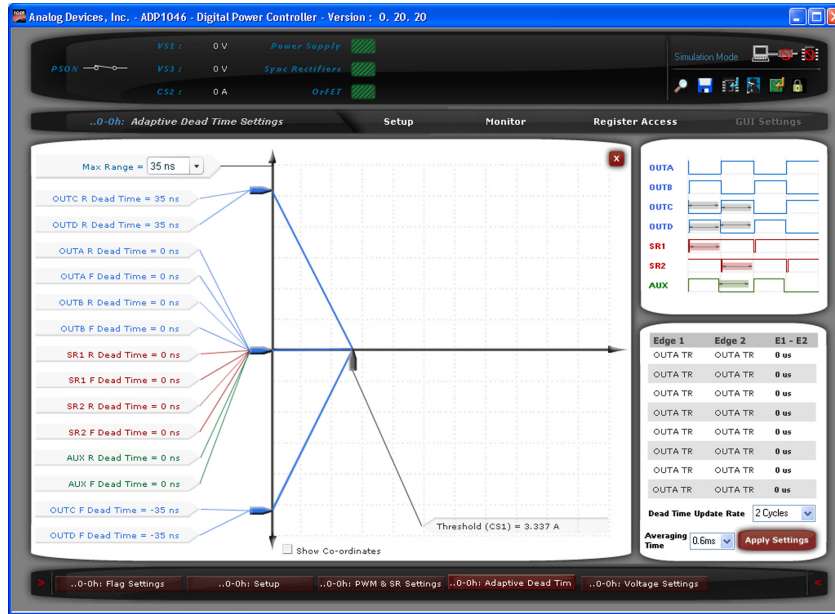 Analog Devices, Inc. - ADP1046 - Digital Power Controller - Version : 0. 20. 20
VS1 : 0 V Power Supply
PSON VS3 : 0 V Sync Rectifiers
CS2 : 0 A OrFET
Simulation Mode
..0-0h: Adaptive Dead Time Settings Setup Monitor Register Access GUI Settings
Max Range = 35 ns
OUTC R Dead Time = 35 ns
OUTD R Dead Time = 35 ns
OUTA R Dead Time = 0 ns
OUTA F Dead Time = 0 ns
OUTB R Dead Time = 0 ns
OUTB F Dead Time = 0 ns
SR1 R Dead Time = 0 ns
SR1 F Dead Time = 0 ns
SR2 R Dead Time = 0 ns
SR2 F Dead Time = 0 ns
AUX R Dead Time = 0 ns
AUX F Dead Time = 0 ns
OUTC F Dead Time = -35 ns
OUTD F Dead Time = -35 ns
Threshold (CS1) = 3.337 A
Show Co-ordinates
x
OUTA
OUTB
OUTC
OUTD
SR1
SR2
AUX
Edge 1 Edge 2 E1 - E2
OUTA TR OUTA TR 0 us
OUTA TR OUTA TR 0 us
OUTA TR OUTA TR 0 us
OUTA TR OUTA TR 0 us
OUTA TR OUTA TR 0 us
OUTA TR OUTA TR 0 us
OUTA TR OUTA TR 0 us
OUTA TR OUTA TR 0 us
Dead Time Update Rate 2 Cycles
Averaging Time 0.6ms Apply Settings
> ..0-0h: Flag Settings ..0-0h: Setup ..0-0h: PWM & SR Settings ..0-0h: Adaptive Dead Tim ..0-0h: Voltage Settings <